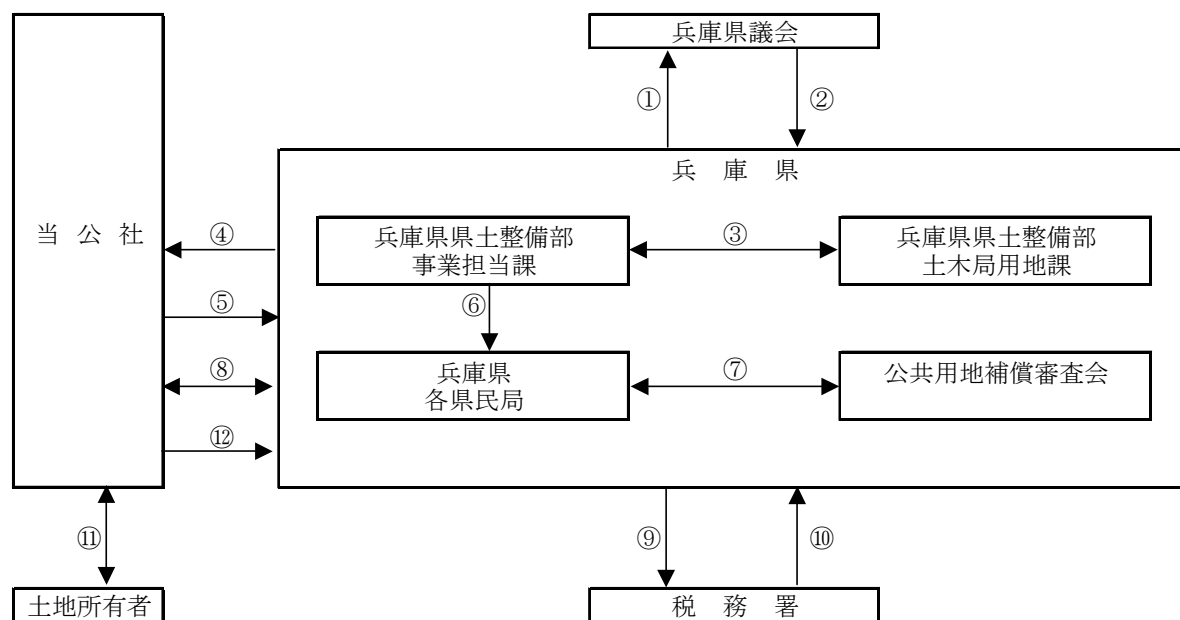 兵庫県議会
① ②
兵 庫 県
当 公 社
④
兵庫県県土整備部
事業担当課
③
兵庫県県土整備部
土木局用地課
⑤
⑥
⑧
兵庫県
各県民局
⑦
公共用地補償審査会
⑫
⑪
⑨ ⑩
土地所有者
税 務 署